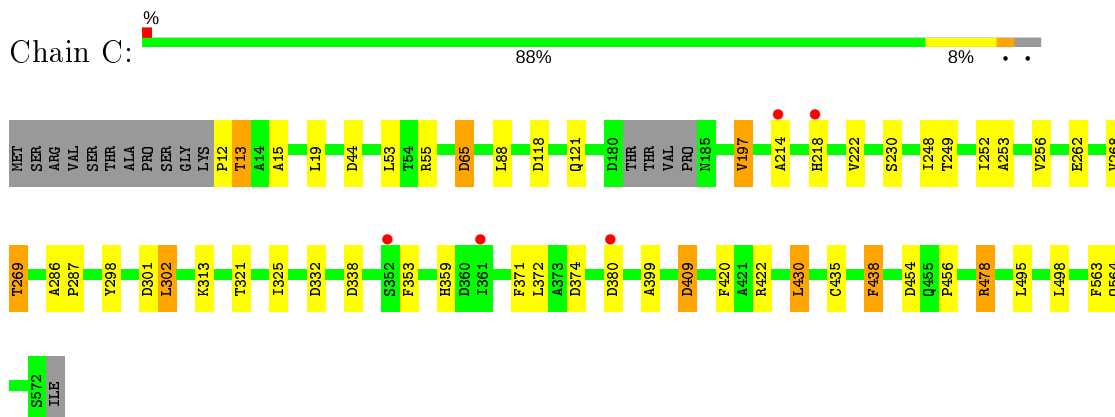 %
Chain C:
88% 8% • •
MET SER ARG VAL SER THR ALA PRO SER GLY LYS P12 T13 A14 A15 L19 D44 L53 T54 R55 D65 L88 D118 Q121 D180 THR THR VAL PRO N185 V197 A214 H218 V222 S230 I248 T249 I252 A253 V256 E262 V268
T269 A286 P287 Y298 D301 L302 K313 T321 I325 D332 D338 S352 F353 H359 D360 I361 F371 L372 A373 D374 D380 A399 D409 F420 A421 R422 L430 C435 F438 D454 Q455 P456 R478 L495 L498 F563 Q564
S572 ILE